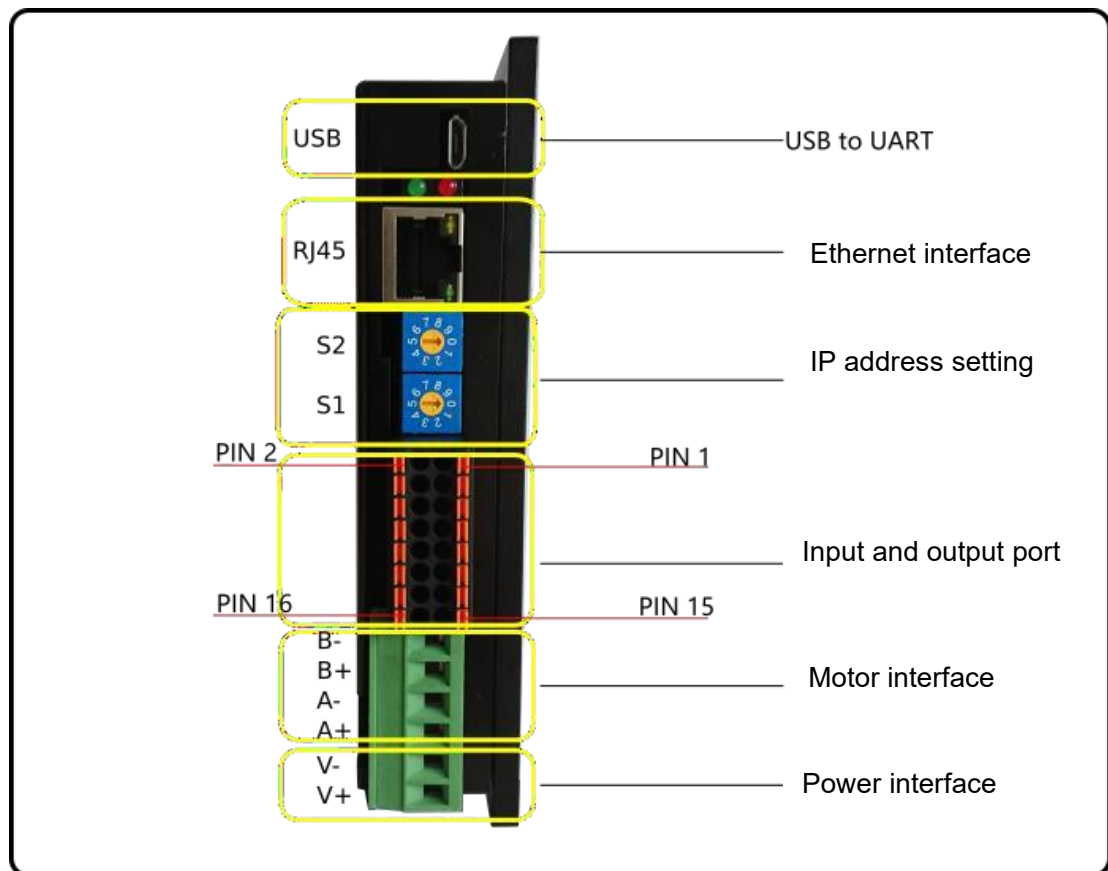 USB
USB to UART
RJ45
Ethernet interface
S2
IP address setting
S1
PIN 2
PIN 1
Input and output port
PIN 16
PIN 15
B-
B+
Motor interface
A-
A+
V-
Power interface
V+